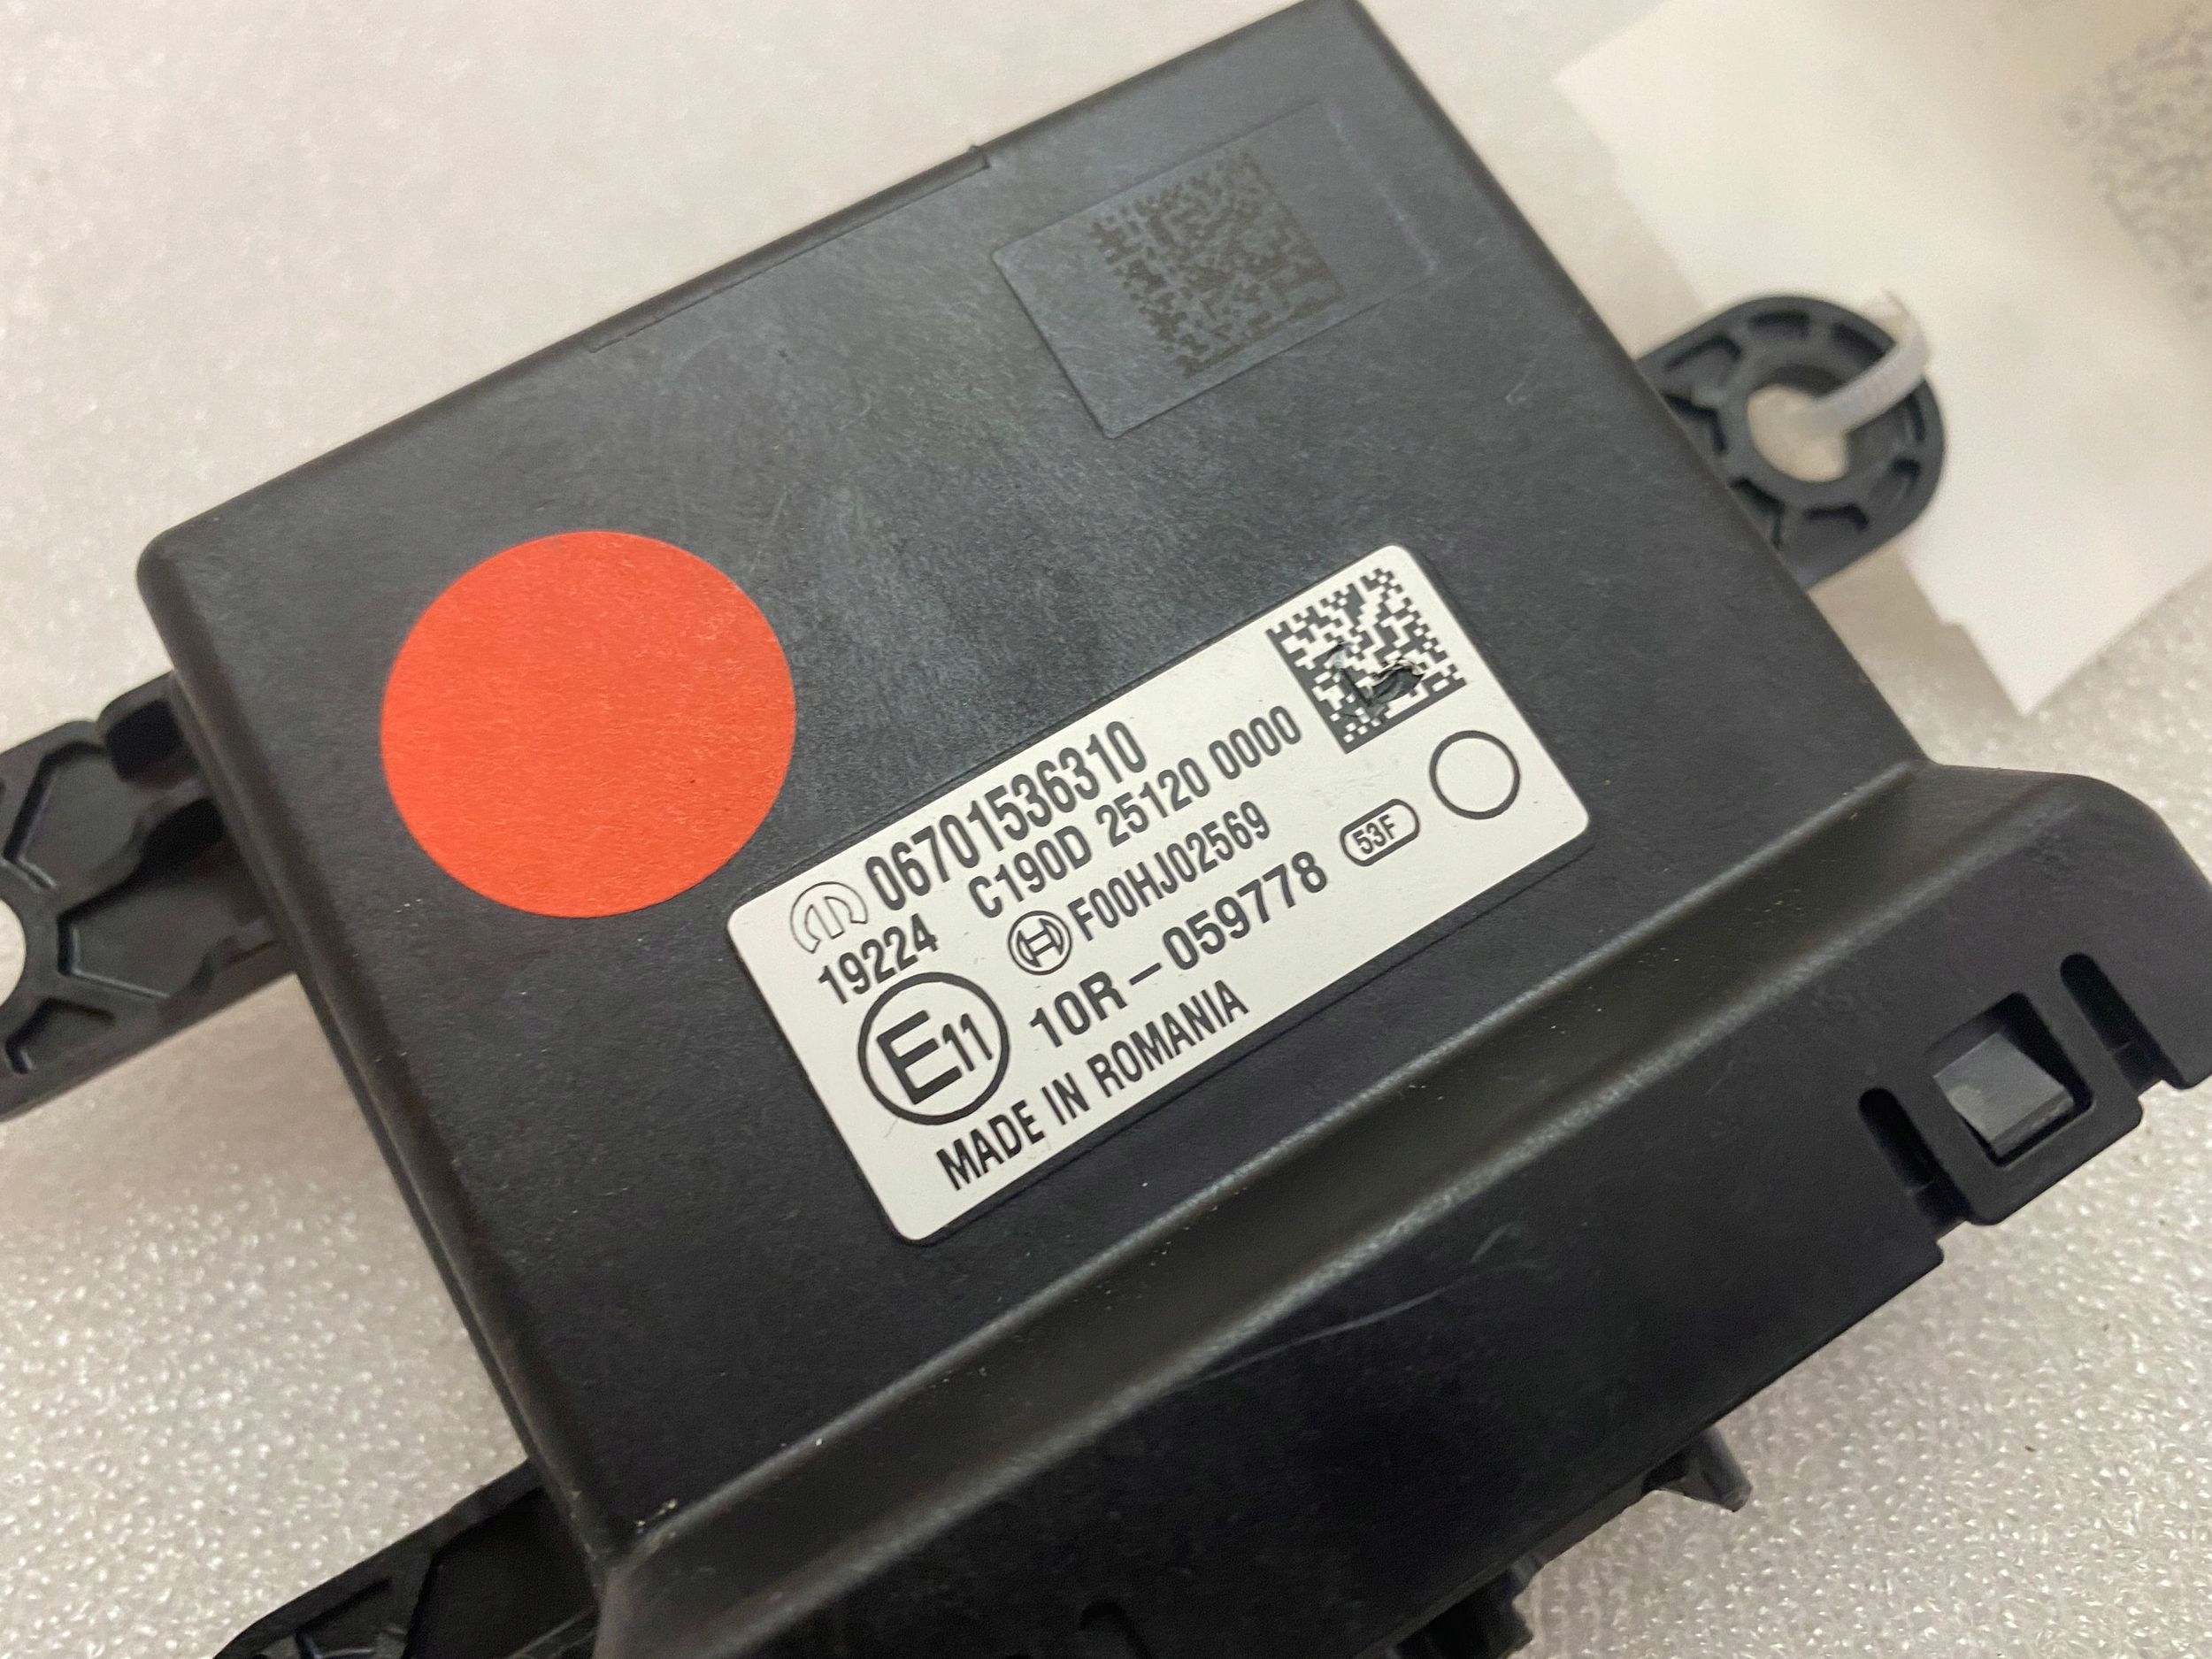 06701536310
19224 C190D 25120 0000
F00HJ02569
E11 10R-059778 53F
MADE IN ROMANIA